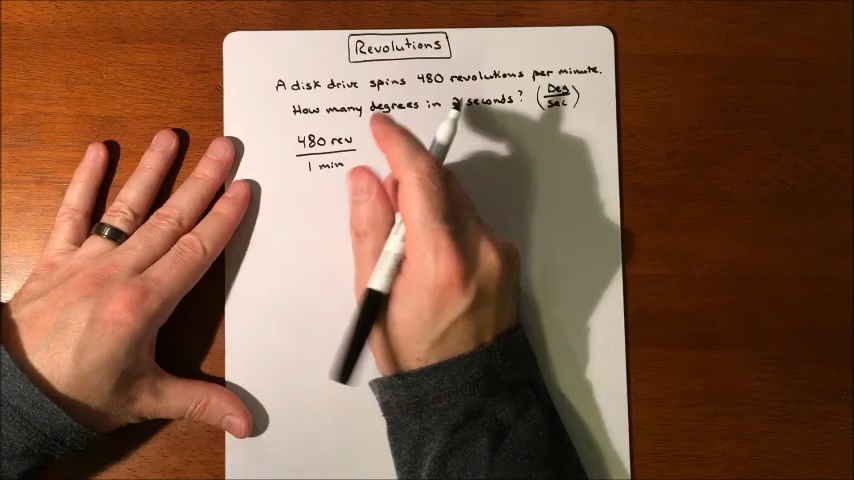 Revolutions
A disk drive spins 480 revolutions per minute.
How many degrees in 2 seconds? (Deg
sec)
480 rev
1 min